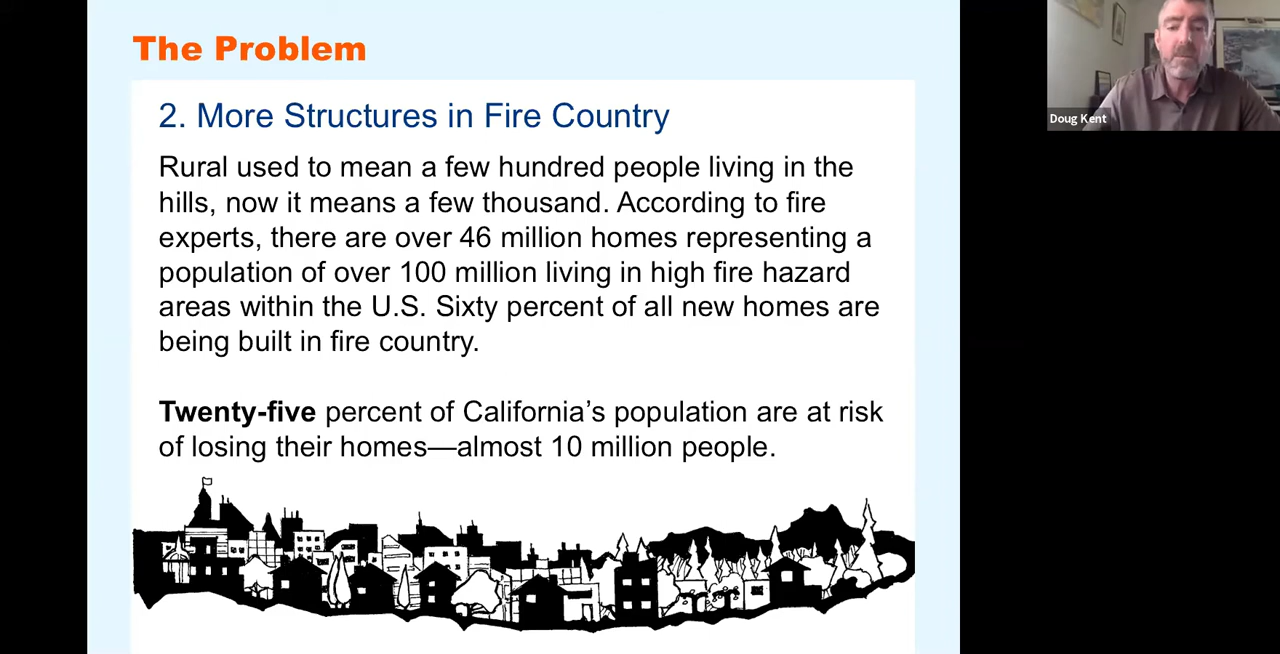 The Problem
2. More Structures in Fire Country
Rural used to mean a few hundred people living in the
hills, now it means a few thousand. According to fire
experts, there are over 46 million homes representing a
population of over 100 million living in high fire hazard
areas within the U.S. Sixty percent of all new homes are
being built in fire country.
Twenty-five percent of California’s population are at risk
of losing their homes—almost 10 million people.
Doug Kent